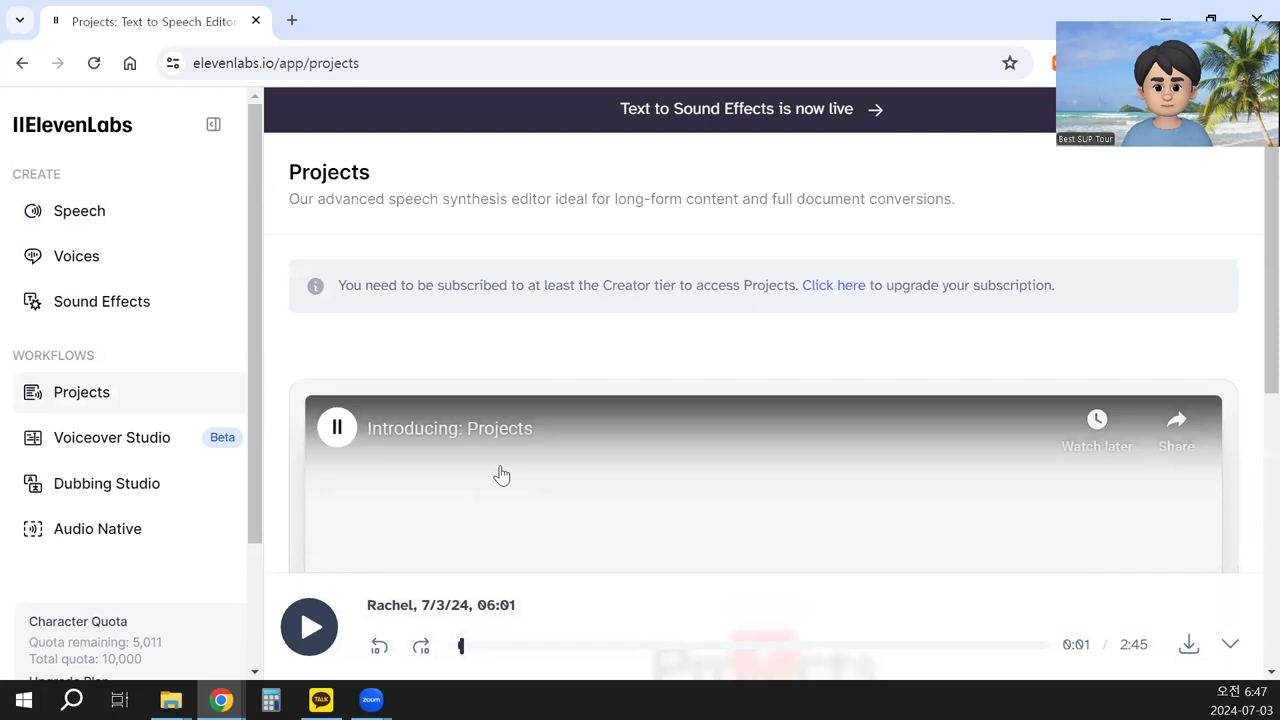 Projects: Text to Speech Editor
elevenlabs.io/app/projects
Best SUP Tour
IIElevenLabs
CREATE
Speech
Voices
Sound Effects
WORKFLOWS
Projects
Voiceover Studio Beta
Dubbing Studio
Audio Native
Character Quota
Quota remaining: 5,011
Total quota: 10,000
Text to Sound Effects is now live →
Projects
Our advanced speech synthesis editor ideal for long-form content and full document conversions.
You need to be subscribed to at least the Creator tier to access Projects. Click here to upgrade your subscription.
Introducing: Projects
Watch later
Share
Projects
Rachel, 7/3/24, 06:01
10 10
0:01 / 2:45
TALK
zoom
오전 6:47
2024-07-03